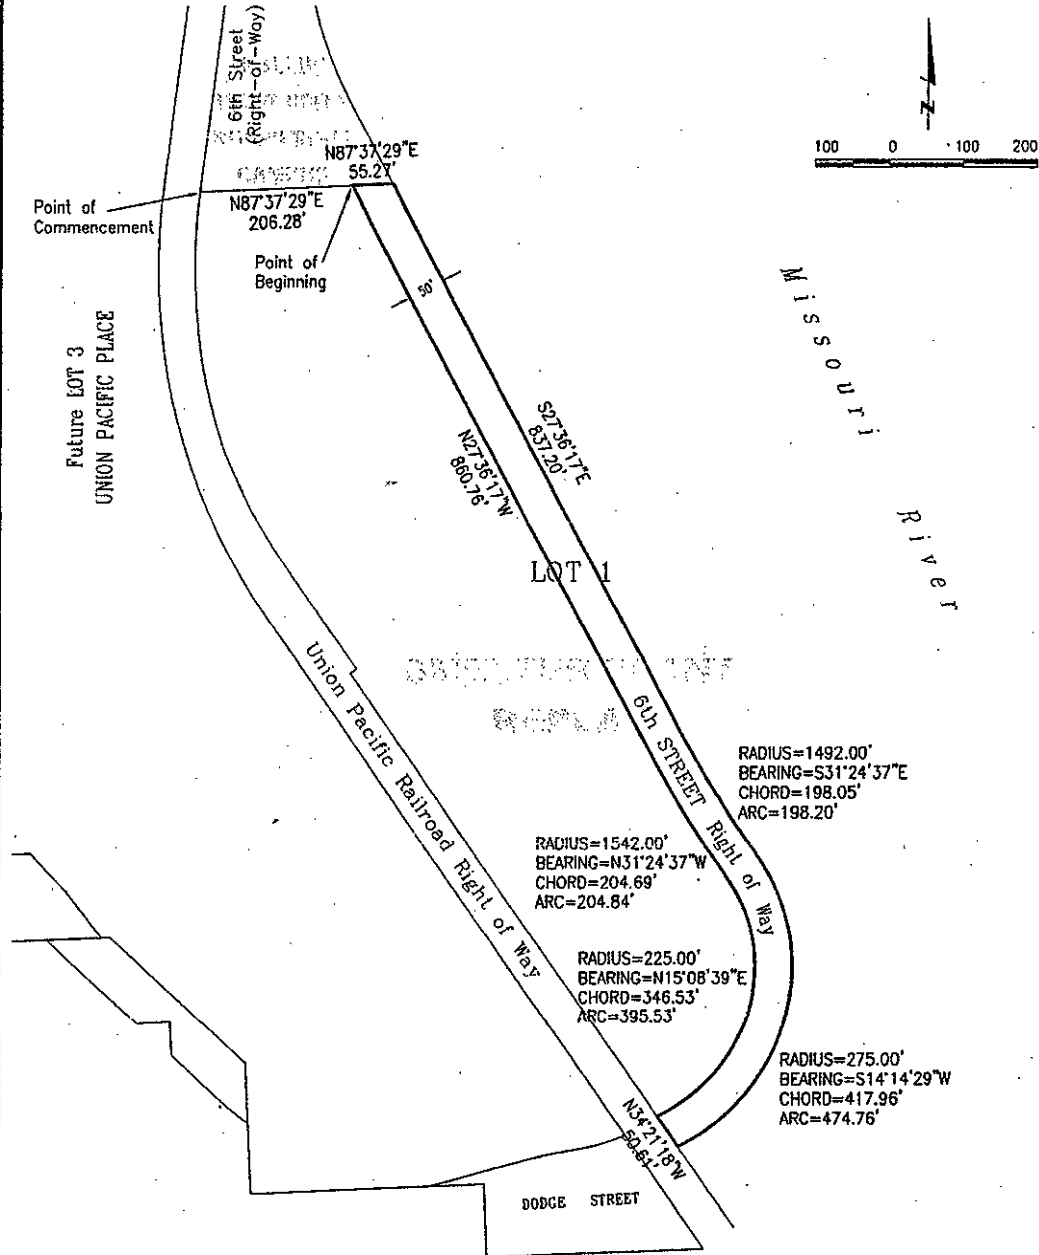 6th Street
(Right-of-Way)
N87°37'29"E
55.27'
Point of
Commencement
N87°37'29"E
206.28'
Point of
Beginning
N
100 0 100 200
50'
Missouri
River
Future LOT 3
UNION PACIFIC PLACE
S27°36'17"E
837.20'
N27°36'17"W
860.76'
LOT 1
Union Pacific Railroad Right of Way
6th STREET Right of Way
RADIUS=1492.00'
BEARING=S31°24'37"E
CHORD=198.05'
ARC=198.20'
RADIUS=1542.00'
BEARING=N31°24'37"W
CHORD=204.69'
ARC=204.84'
RADIUS=225.00'
BEARING=N15°08'39"E
CHORD=346.53'
ARC=395.53'
RADIUS=275.00'
BEARING=S14°14'29"W
CHORD=417.96'
ARC=474.76'
N34°21'18"W
50.61'
DODGE STREET